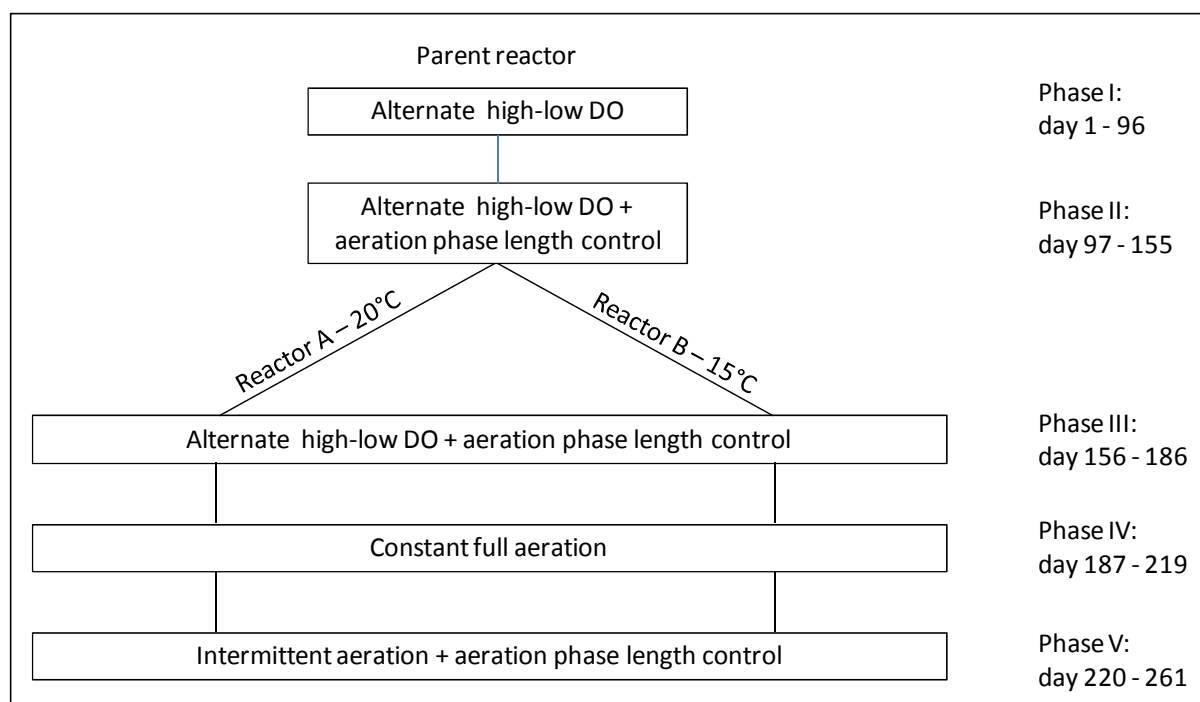 Parent reactor
Alternate high-low DO
Phase I:
day 1 - 96
Alternate high-low DO +
aeration phase length control
Phase II:
day 97 - 155
Reactor A – 20°C
Reactor B – 15°C
Alternate high-low DO + aeration phase length control
Phase III:
day 156 - 186
Constant full aeration
Phase IV:
day 187 - 219
Intermittent aeration + aeration phase length control
Phase V:
day 220 - 261